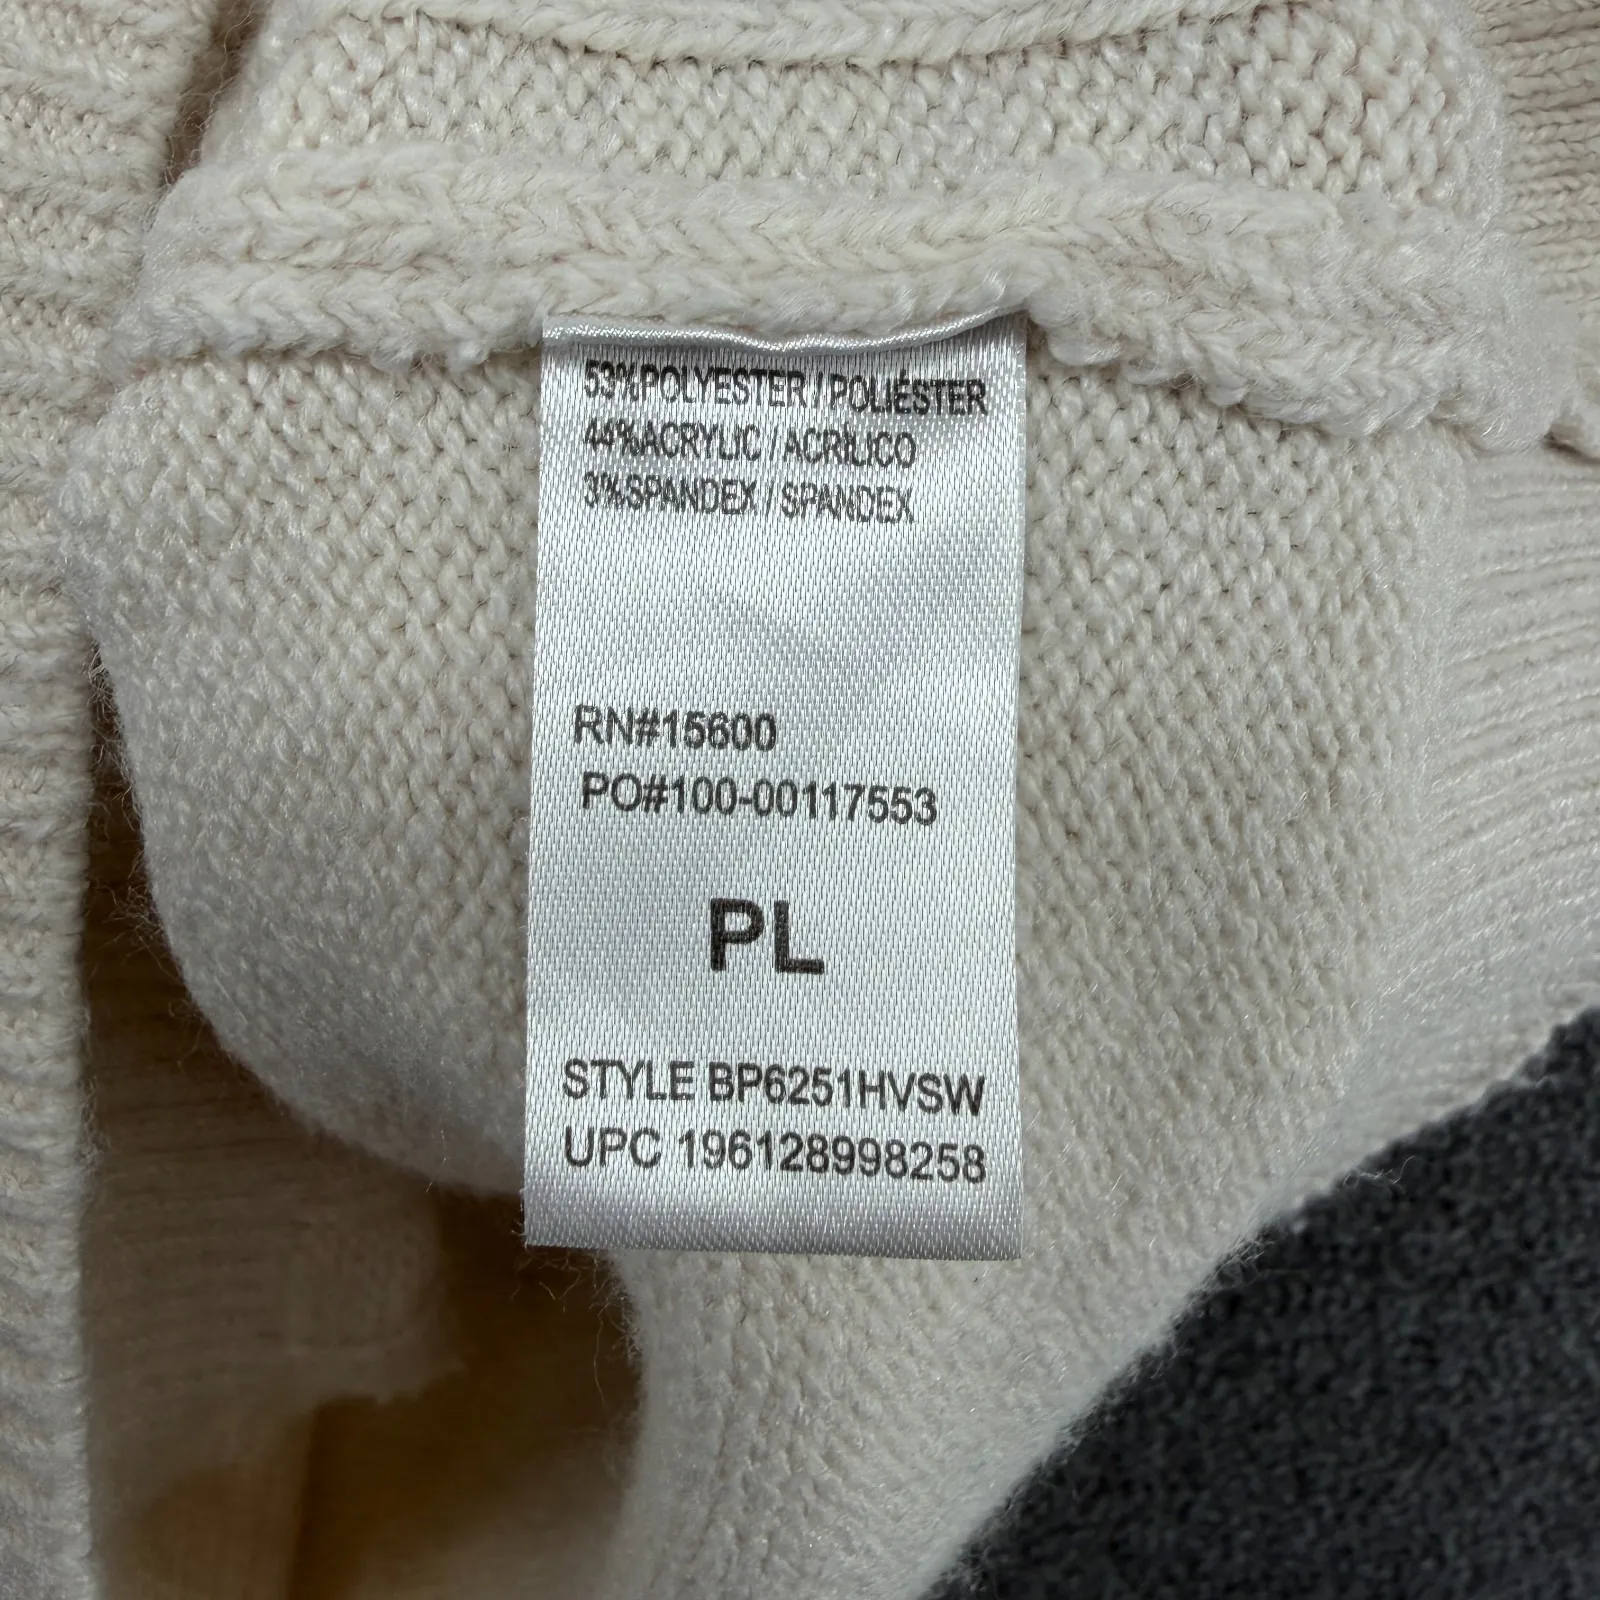 53%POLYESTER / POLIÉSTER
44%ACRYLIC / ACRÍLICO
3%SPANDEX / SPANDEX
RN#15600
PO#100-00117553
PL
STYLE BP6251HVSW
UPC 196128998258